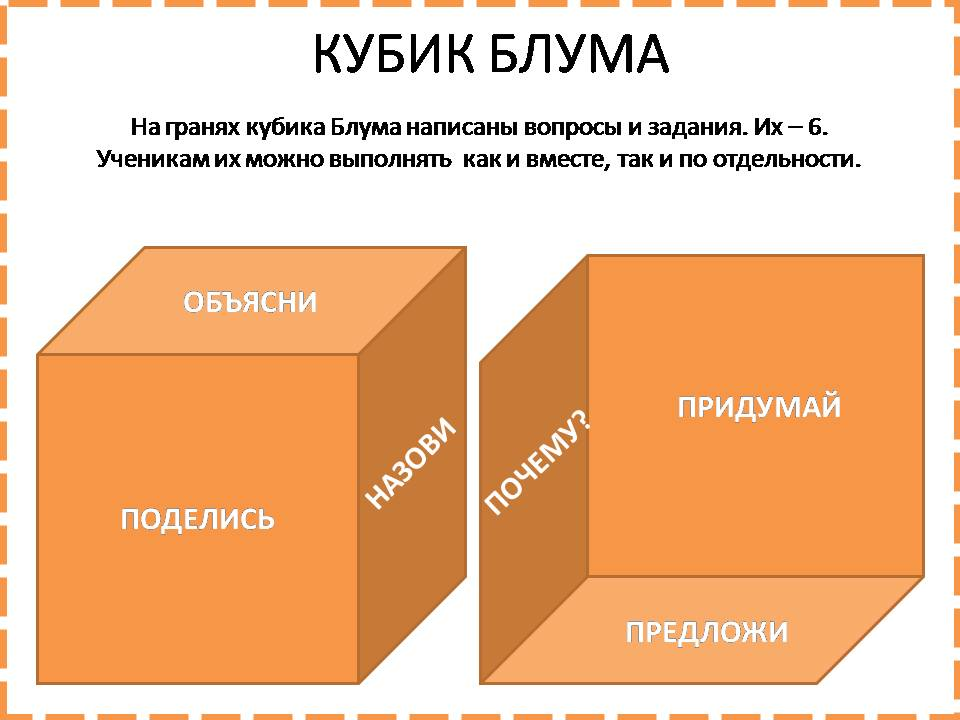 КУБИК БЛУМА
На гранях кубика Блума написаны вопросы и задания. Их – 6.
Ученикам их можно выполнять как и вместе, так и по отдельности.
ОБЪЯСНИ
ПОДЕЛИСЬ
НАЗОВИ
ПОЧЕМУ?
ПРИДУМАЙ
ПРЕДЛОЖИ